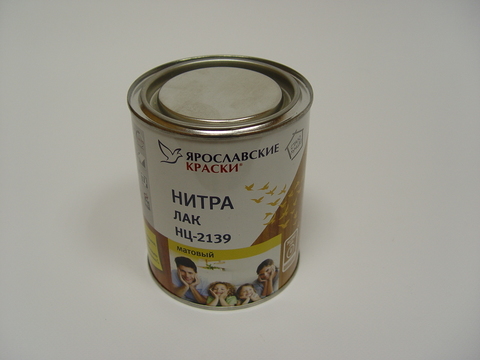 ЯРОСЛАВСКИЕ
КРАСКИ®
НИТРА
ЛАК
НЦ-2139
матовый